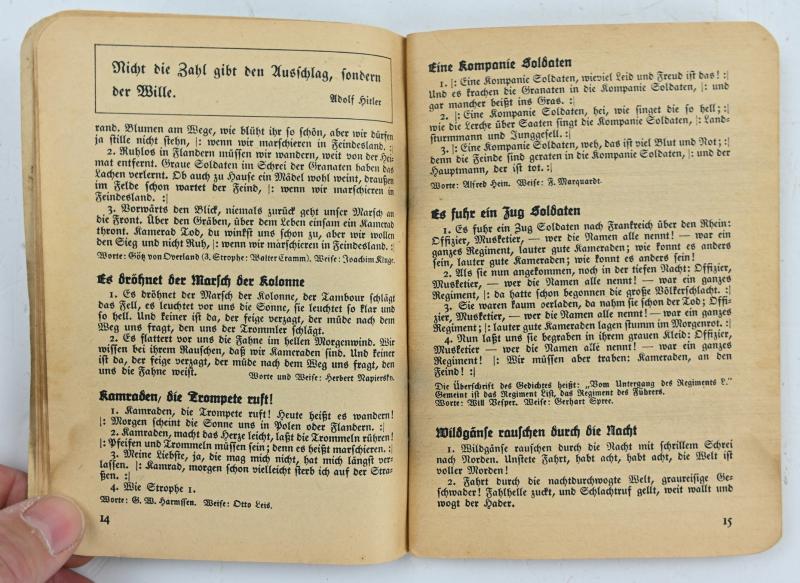 Nicht die Zahl gibt den Ausschlag, sondern
der Wille.
Adolf Hitler
rand. Blumen am Wege, wie blüht ihr so schön, aber wir dürfen
ja stille nicht stehn, |: wenn wir marschieren in Feindesland. :|
2. Ruhlos in Flandern müssen wir wandern, weit von der Hei-
mat entfernt. Graue Soldaten im Schrei der Granaten haben das
Lachen verlernt. Ob auch zu Hause ein Mädel wohl weint, draußen
im Felde schon wartet der Feind, |: wenn wir marschieren in
Feindesland. :|
3. Vorwärts den Blick, niemals zurück geht unser Marsch an
die Front. Über den Gräben, über dem Leben einsam ein Kamerad
thront. Kamerad Tod, du winkst uns schon zu, aber wir wollen
den Sieg und nicht Ruh, |: wenn wir marschieren in Feindesland. :|
Worte: Götz von Overland (3. Strophe: Walter Tramm). Weise: Joachim Kluge.
Es dröhnet der Marsch der Kolonne
1. Es dröhnet der Marsch der Kolonne, der Tambour schlägt
das Fell, es leuchtet vor uns die Sonne, sie leuchtet so klar und
so hell. Und keiner ist da, der feige verzagt, der müde nach dem
Weg uns fragt, den uns der Trommler schlägt.
2. Es flattert vor uns die Fahne im hellen Morgenwind. Wir
wissen bei ihrem Rauschen, daß wir Kameraden sind. Und keiner
ist da, der feige verzagt, der müde nach dem Weg uns fragt, den
uns die Fahne weist.
Worte und Weise: Herbert Napiersky.
Kamraden, die Trompete ruft!
1. Kamraden, die Trompete ruft! Heute heißt es wandern!
|: Morgen scheint die Sonne uns in Polen oder Flandern. :|
2. Kamraden, macht das Herze leicht, laßt die Trommeln rühren!
|: Pfeifen und Trommeln müssen sein; denn es heißt marschieren. :|
3. Meine Liebste, ja, die mag mich nicht, hat mich längst ver-
lassen. |: Kamrad, morgen schon vielleicht sterb ich auf der Stra-
ßen. :|
4. Wie Strophe 1.
Worte: G. W. Harmssen. Weise: Otto Leis.
14
Eine Kompanie Soldaten
1. |: Eine Kompanie Soldaten, wieviel Leid und Freud ist das! :|
Und es krachen die Granaten in die Kompanie Soldaten, |: und
gar mancher beißt ins Gras. :|
2. |: Eine Kompanie Soldaten, hei, wie singet die so hell; :|
wie die Lerche über Saaten singt die Kompanie Soldaten, |: Land-
sturmmann und Junggesell. :|
3. |: Eine Kompanie Soldaten, weh, das ist viel Blut und Not; :|
denn die Feinde sind geraten in die Kompanie Soldaten, |: und der
Hauptmann, der ist tot. :|
Worte: Alfred Hein. Weise: F. Marquardt.
Es fuhr ein Zug Soldaten
1. Es fuhr ein Zug Soldaten nach Frankreich über den Rhein:
Offizier, Musketier, — wer die Namen alle nennt! — war ein
ganzes Regiment, lauter gute Kameraden; wie konnt es anders
sein, lauter gute Kameraden; wie konnt es anders sein!
2. Als sie nun angekommen, noch in der tiefen Nacht: Offizier,
Musketier, — wer die Namen alle nennt! — war ein ganzes
Regiment, |: da hatte schon begonnen die große Völkerschlacht. :|
3. Sie waren kaum verladen, da nahm sie schon der Tod; Offi-
zier, Musketier, — wer die Namen alle nennt! — war ein ganzes
Regiment; |: lauter gute Kameraden lagen stumm im Morgenrot. :|
4. Nun laßt uns sie begraben in ihrem grauen Kleid: Offizier,
Musketier — wer die Namen alle nennt! — war ein ganzes
Regiment! |: Wir müssen aber traben: Kameraden, an den
Feind! :|
Die Überschrift des Gedichtes heißt: „Vom Untergang des Regiments L.“
Gemeint ist das Regiment List, das Regiment des Führers.
Worte: Will Vesper. Weise: Gerhart Spree.
Wildgänse rauschen durch die Nacht
1. Wildgänse rauschen durch die Nacht mit schrillem Schrei
nach Norden. Unstete Fahrt, habt acht, habt acht, die Welt ist
voller Morden!
2. Fahrt durch die nachtdurchwogte Welt, graureisige Ge-
schwader! Fahlhelle zuckt, und Schlachtruf gellt, weit wallt und
wogt der Hader.
15